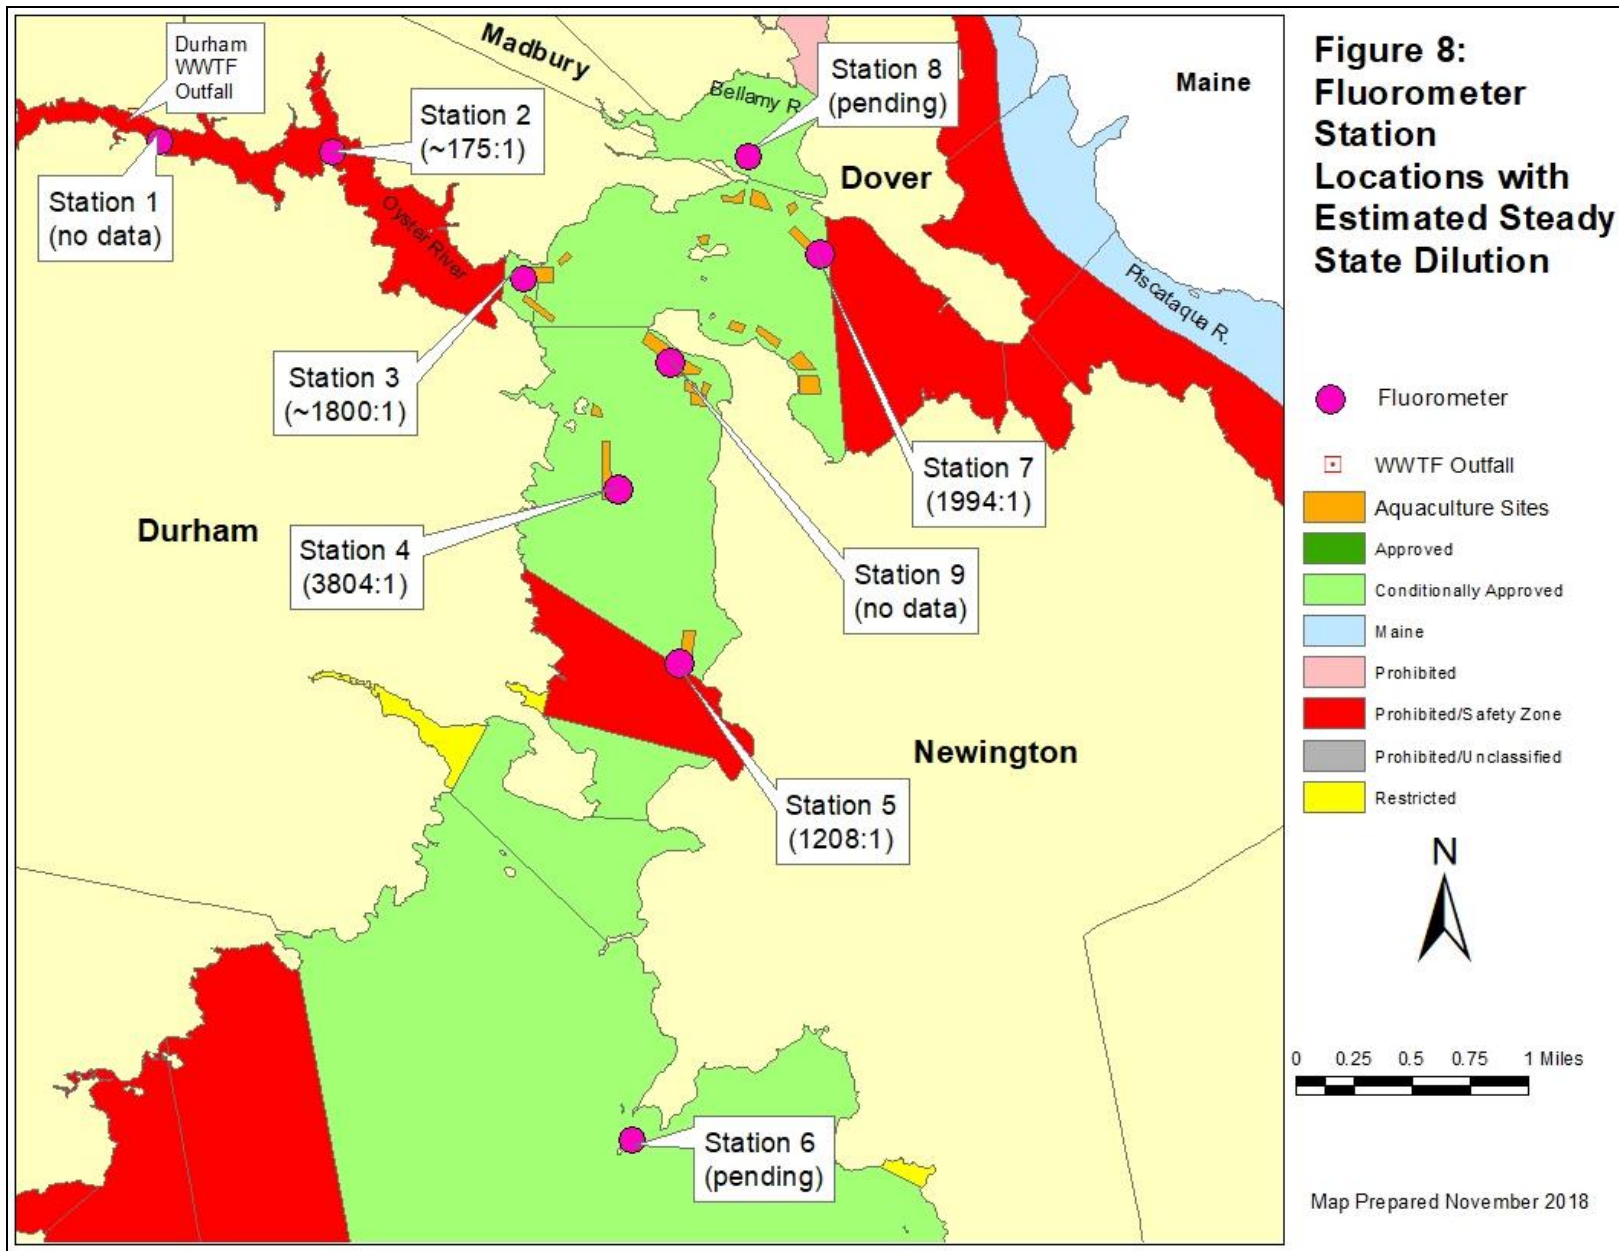 Figure 8:
Fluorometer
Station
Locations with
Estimated Steady
State Dilution
Durham
WWTF
Outfall
Madbury
Station 8
(pending)
Maine
Bellamy R.
Station 2
(~175:1)
Dover
Station 1
(no data)
Oyster River
Piscataqua R.
Station 3
(~1800:1)
Station 7
(1994:1)
Durham
Station 4
(3804:1)
Station 9
(no data)
Newington
Station 5
(1208:1)
Station 6
(pending)
Fluorometer
WWTF Outfall
Aquaculture Sites
Approved
Conditionally Approved
Maine
Prohibited
Prohibited/Safety Zone
Prohibited/Unclassified
Restricted
N
0 0.25 0.5 0.75 1 Miles
Map Prepared November 2018